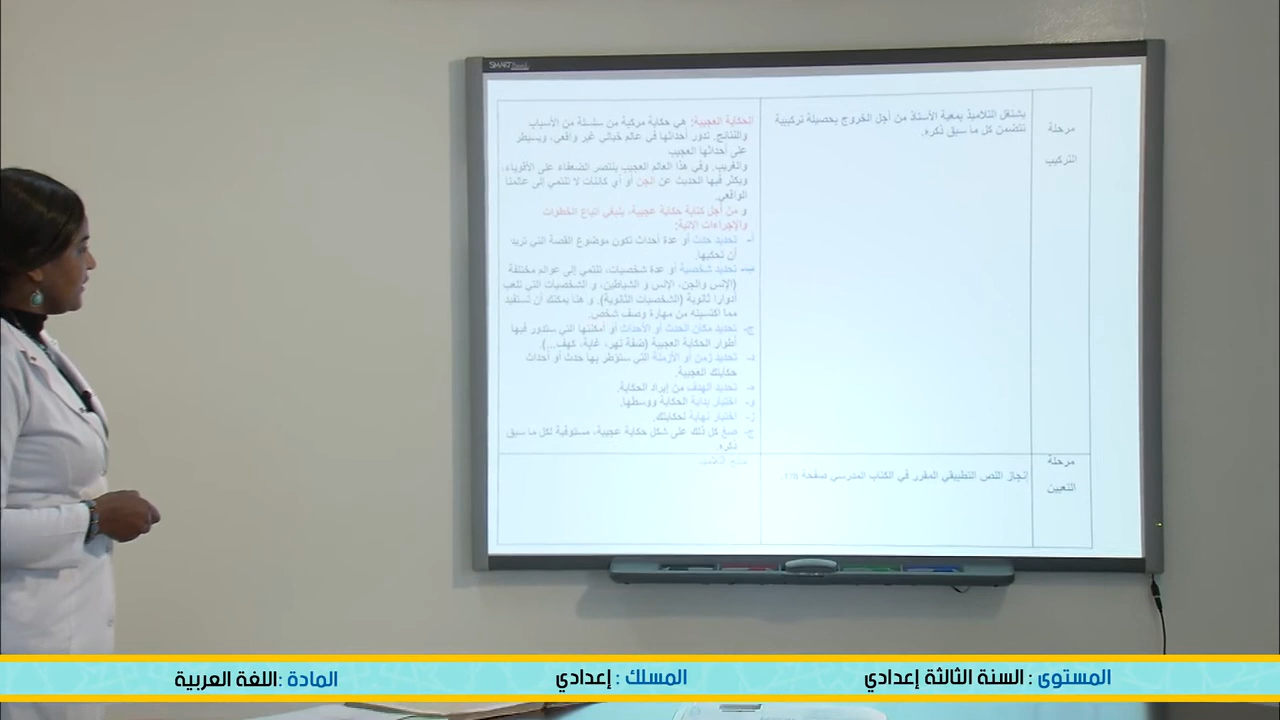 SMART Board
مرحلة
التركيب
يشتغل التلاميذ بمعية الأستاذ من أجل الخروج بحصيلة تركيبية
تتضمن كل ما سبق ذكره.
الحكاية العجيبة: هي حكاية مركبة من سلسلة من الأسباب
والنتائج. تدور أحداثها في عالم خيالي غير واقعي، ويسيطر
على أحداثها العجيب
والغريب. وفي هذا العالم العجيب ينتصر الضعفاء على الأقوياء،
ويكثر فيها الحديث عن الجن أو أي كائنات لا تنتمي إلى عالمنا
الواقعي.
و من أجل كتابة حكاية عجيبة، ينبغي اتباع الخطوات
والإجراءات الآتية:
أ- تحديد حدث أو عدة أحداث تكون موضوع القصة التي تريد
أن تحكيها.
ب- تحديد شخصية أو عدة شخصيات، تنتمي إلى عوالم مختلفة
(الإنس والجن، الإنس و الشياطين، و الشخصيات التي تلعب
أدوارا ثانوية (الشخصيات الثانوية). و هنا يمكنك أن تستفيد
مما اكتسبته من مهارة وصف شخص.
ج- تحديد مكان الحدث أو الأحداث أو أمكنتها التي ستدور فيها
أطوار الحكاية العجيبة (ضفة نهر، غابة، كهف...).
د- تحديد زمن أو الأزمنة التي ستؤطر بها حدث أو أحداث
حكايتك العجيبة.
ه- تحديد الهدف من إيراد الحكاية.
و- اختيار بداية الحكاية ووسطها.
ز- اختيار نهاية لحكايتك.
ح- صغ كل ذلك على شكل حكاية عجيبة، مستوفية لكل ما سبق
ذكره.
مرحلة
التعيين
إنجاز النص التطبيقي المقرر في الكتاب المدرسي صفحة
المستوى : السنة الثالثة إعدادي
المسلك : إعدادي
المادة :اللغة العربية